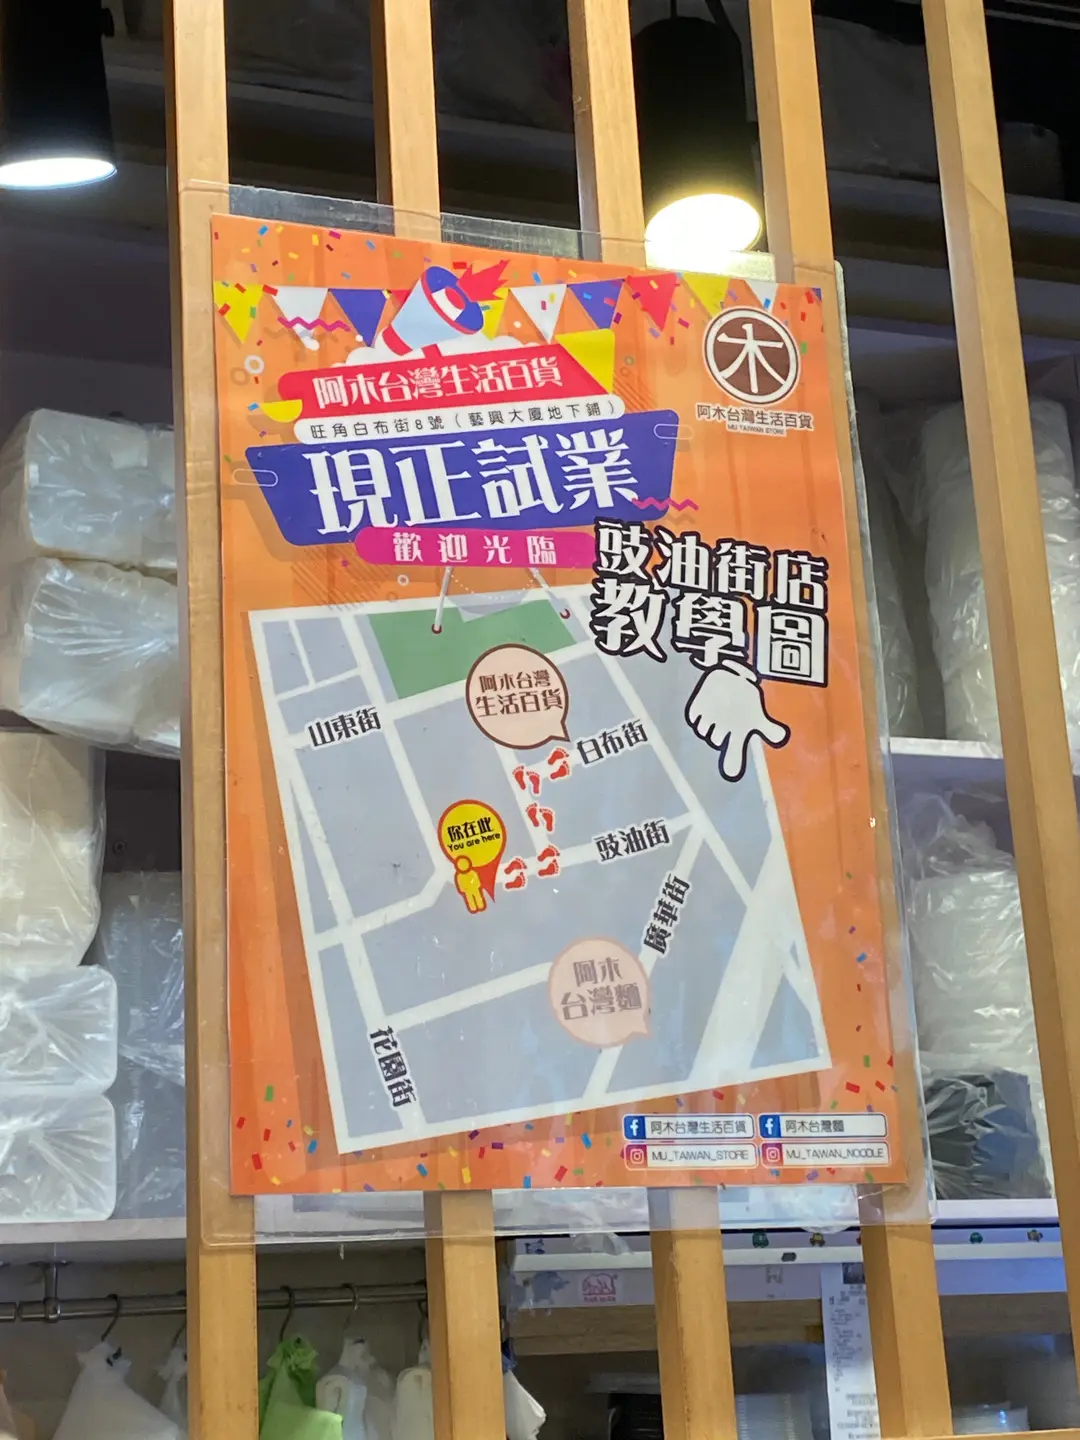 木
阿木台灣生活百貨
MU TAIWAN STORE
阿木台灣生活百貨
旺角白布街8號（藝興大廈地下鋪）
現正試業
歡迎光臨
豉油街店
教學圖
阿木台灣
生活百貨
山東街
白布街
你在此
You are here
豉油街
廣華街
阿木
台灣麵
花園街
阿木台灣生活百貨
阿木台灣麵
MU_TAIWAN_STORE
MU_TAIWAN_NOODLE